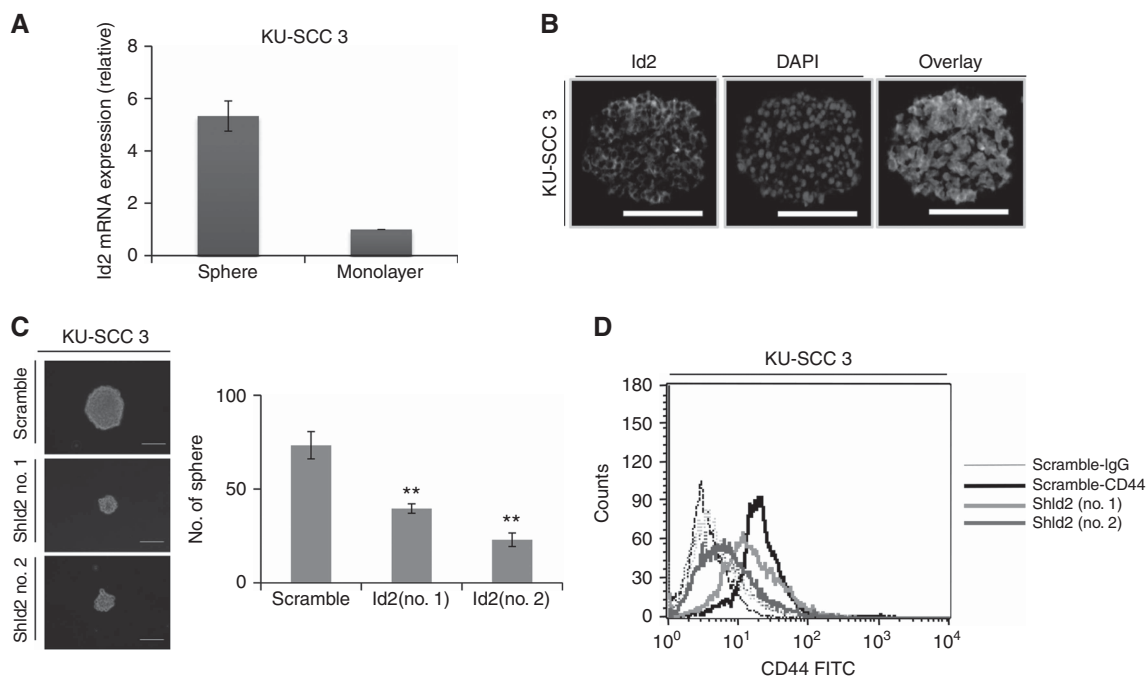 A
KU-SCC 3
Id2 mRNA expression (relative)
8
6
4
2
0
Sphere
Monolayer
B
Id2
DAPI
Overlay
KU-SCC 3
C
KU-SCC 3
Scramble
ShId2 no. 1
ShId2 no. 2
No. of sphere
100
50
0
**
**
Scramble
Id2(no. 1)
Id2(no. 2)
D
KU-SCC 3
Counts
180
150
120
90
60
30
0
10⁰
10¹
10²
10³
10⁴
CD44 FITC
Scramble-IgG
Scramble-CD44
ShId2 (no. 1)
ShId2 (no. 2)